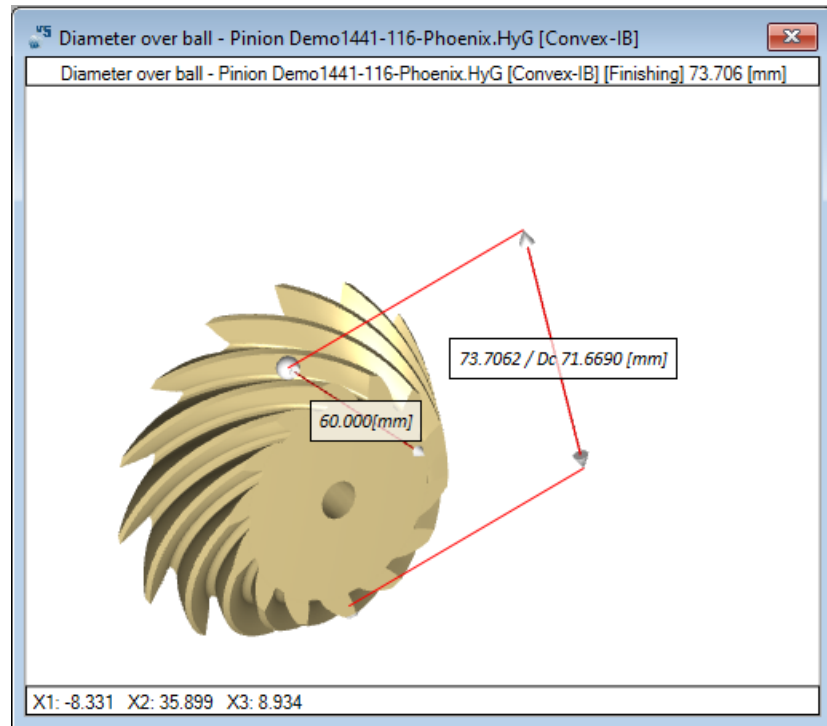 Diameter over ball - Pinion Demo1441-116-Phoenix.HyG [Convex-IB]
Diameter over ball - Pinion Demo1441-116-Phoenix.HyG [Convex-IB] [Finishing] 73.706 [mm]
73.7062 / Dc 71.6690 [mm]
60.000[mm]
X1: -8.331 X2: 35.899 X3: 8.934